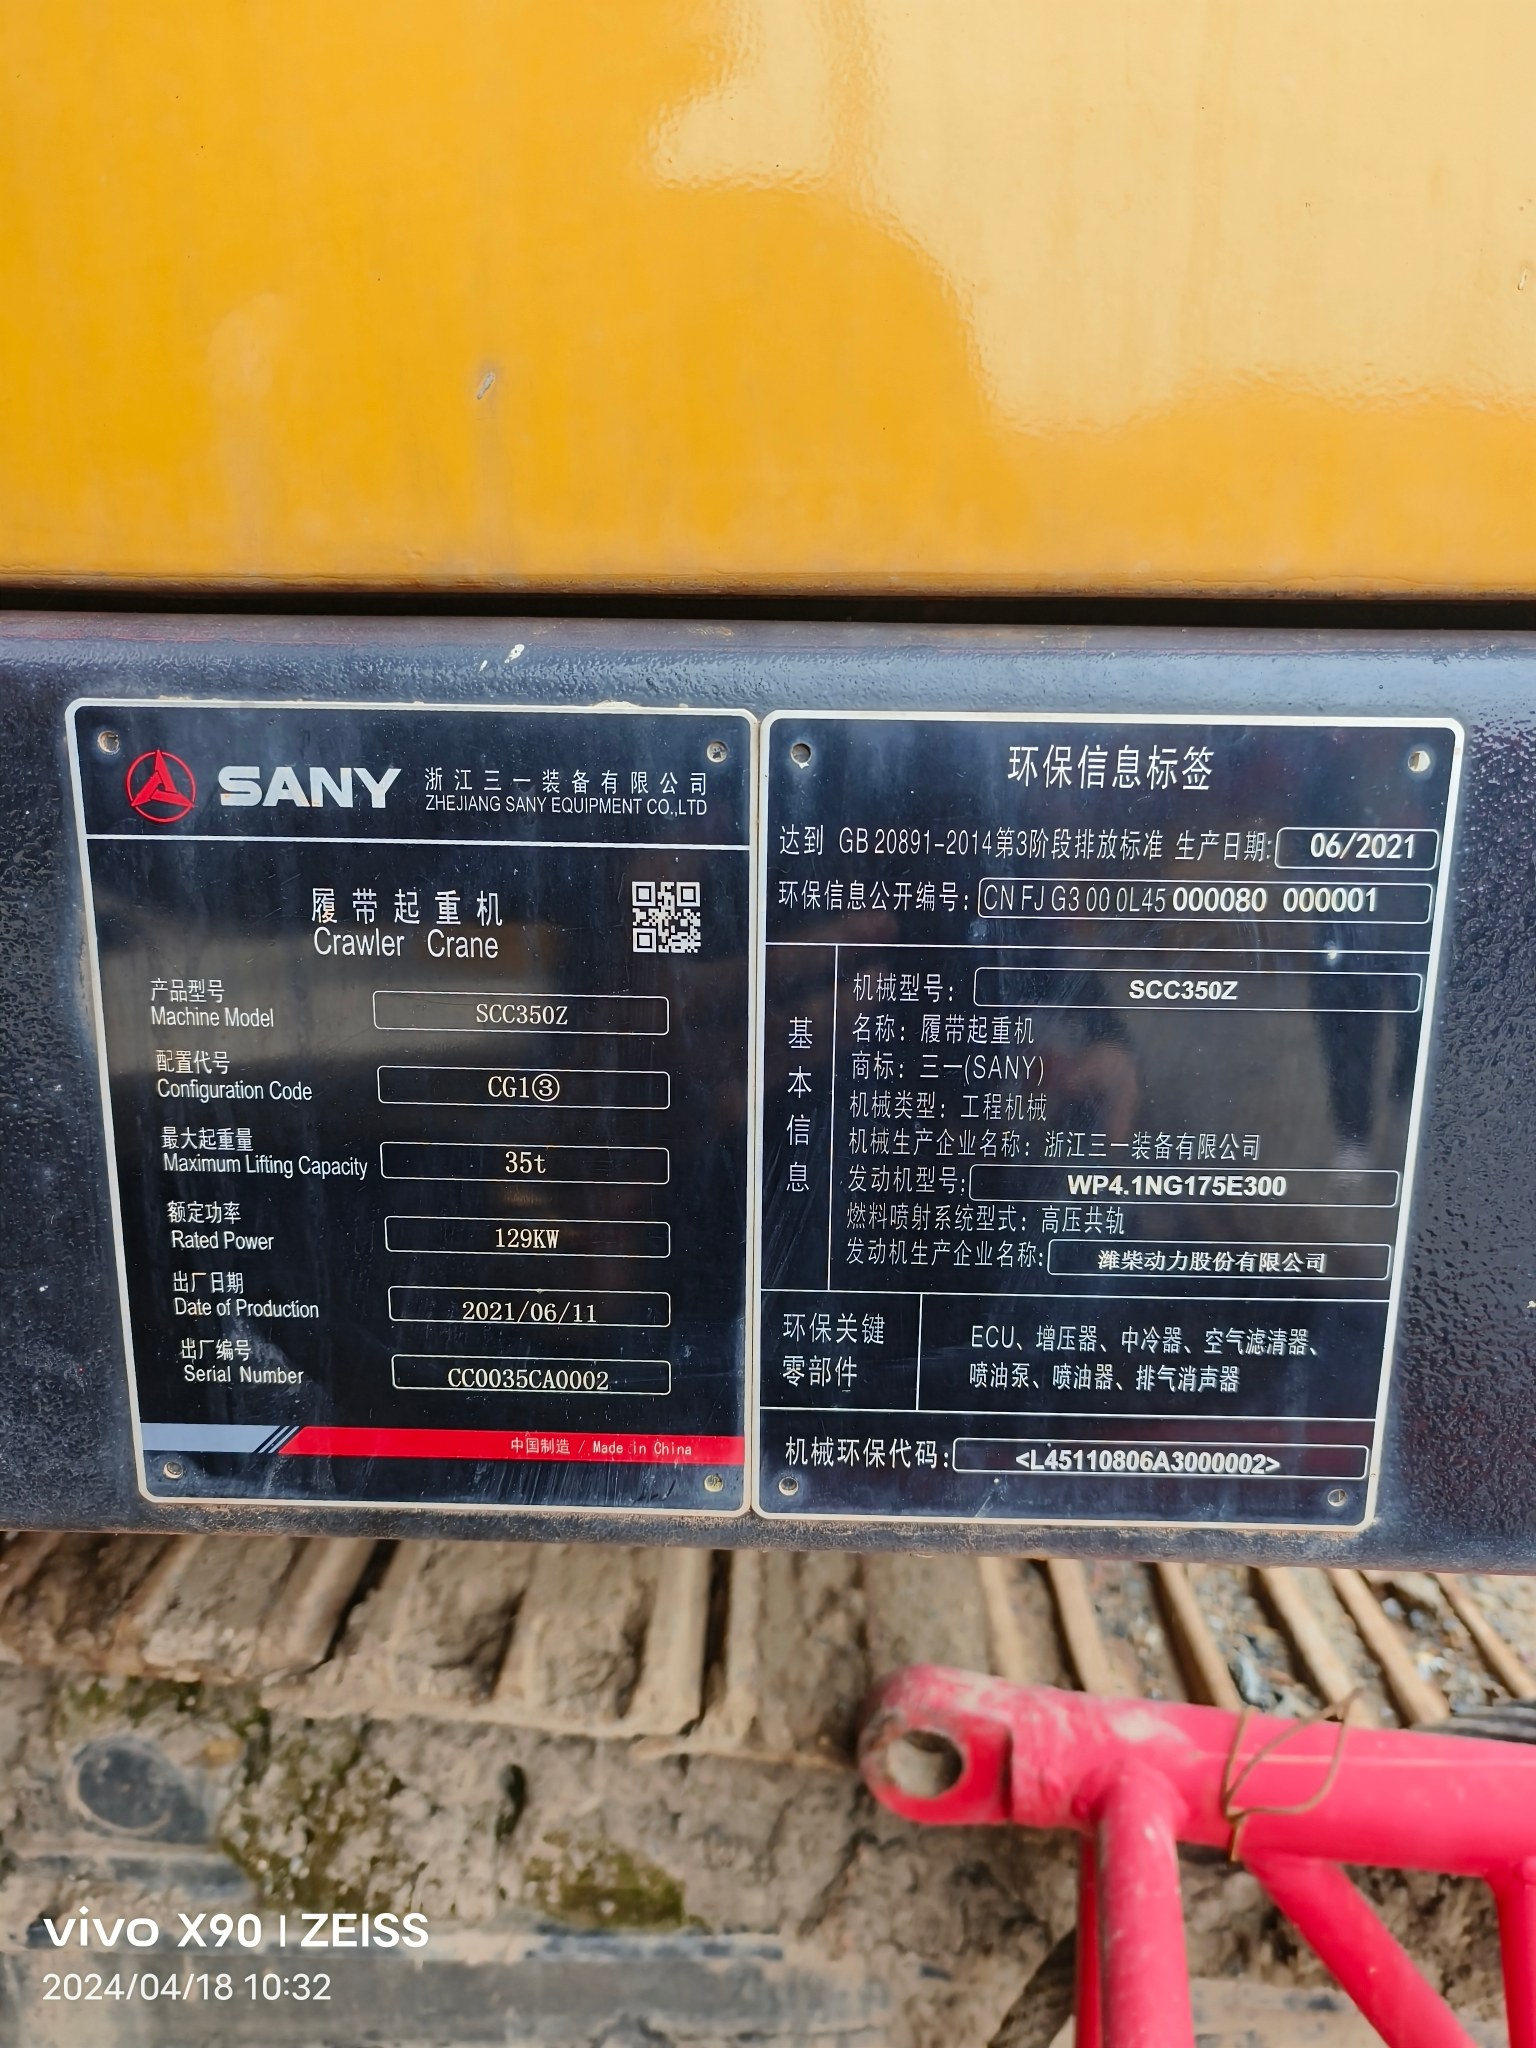 SANY 浙江三一装备有限公司
ZHEJIANG SANY EQUIPMENT CO.,LTD
履带起重机
Crawler Crane
产品型号
Machine Model SCC350Z
配置代号
Configuration Code CG1③
最大起重量
Maximum Lifting Capacity 35t
额定功率
Rated Power 129KW
出厂日期
Date of Production 2021/06/11
出厂编号
Serial Number CC0035CA0002
中国制造 / Made in China
环保信息标签
达到 GB 20891-2014第3阶段排放标准 生产日期: 06/2021
环保信息公开编号: CN FJ G3 00 0L45 000080 000001
基本信息
机械型号: SCC350Z
名称: 履带起重机
商标: 三一(SANY)
机械类型: 工程机械
机械生产企业名称: 浙江三一装备有限公司
发动机型号: WP4.1NG175E300
燃料喷射系统型式: 高压共轨
发动机生产企业名称: 潍柴动力股份有限公司
环保关键
零部件
ECU、增压器、中冷器、空气滤清器、
喷油泵、喷油器、排气消声器
机械环保代码: <L45110806A3000002>
vivo X90 | ZEISS
2024/04/18 10:32